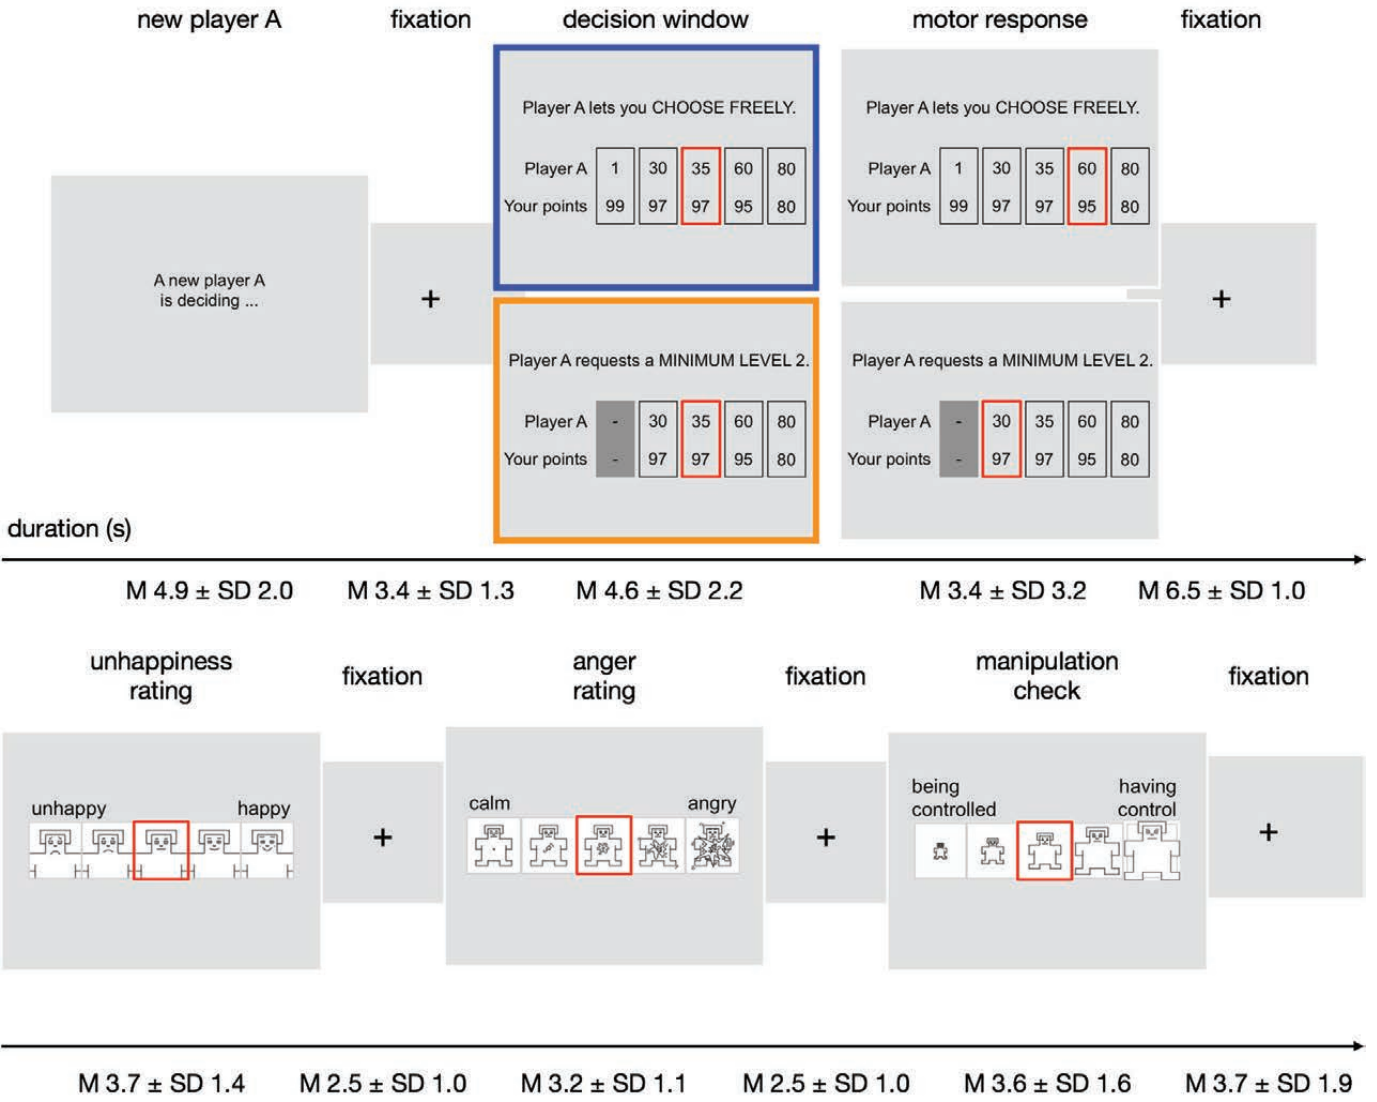 new player A
fixation
decision window
motor response
fixation
A new player A
is deciding ...
+
Player A lets you CHOOSE FREELY.
Player A 1 30 35 60 80
Your points 99 97 97 95 80
Player A lets you CHOOSE FREELY.
Player A 1 30 35 60 80
Your points 99 97 97 95 80
+
Player A requests a MINIMUM LEVEL 2.
Player A - 30 35 60 80
Your points - 97 97 95 80
Player A requests a MINIMUM LEVEL 2.
Player A - 30 35 60 80
Your points - 97 97 95 80
duration (s)
M 4.9 ± SD 2.0
M 3.4 ± SD 1.3
M 4.6 ± SD 2.2
M 3.4 ± SD 3.2
M 6.5 ± SD 1.0
unhappiness
rating
fixation
anger
rating
fixation
manipulation
check
fixation
unhappy
happy
+
calm
angry
+
being
controlled
having
control
+
M 3.7 ± SD 1.4
M 2.5 ± SD 1.0
M 3.2 ± SD 1.1
M 2.5 ± SD 1.0
M 3.6 ± SD 1.6
M 3.7 ± SD 1.9